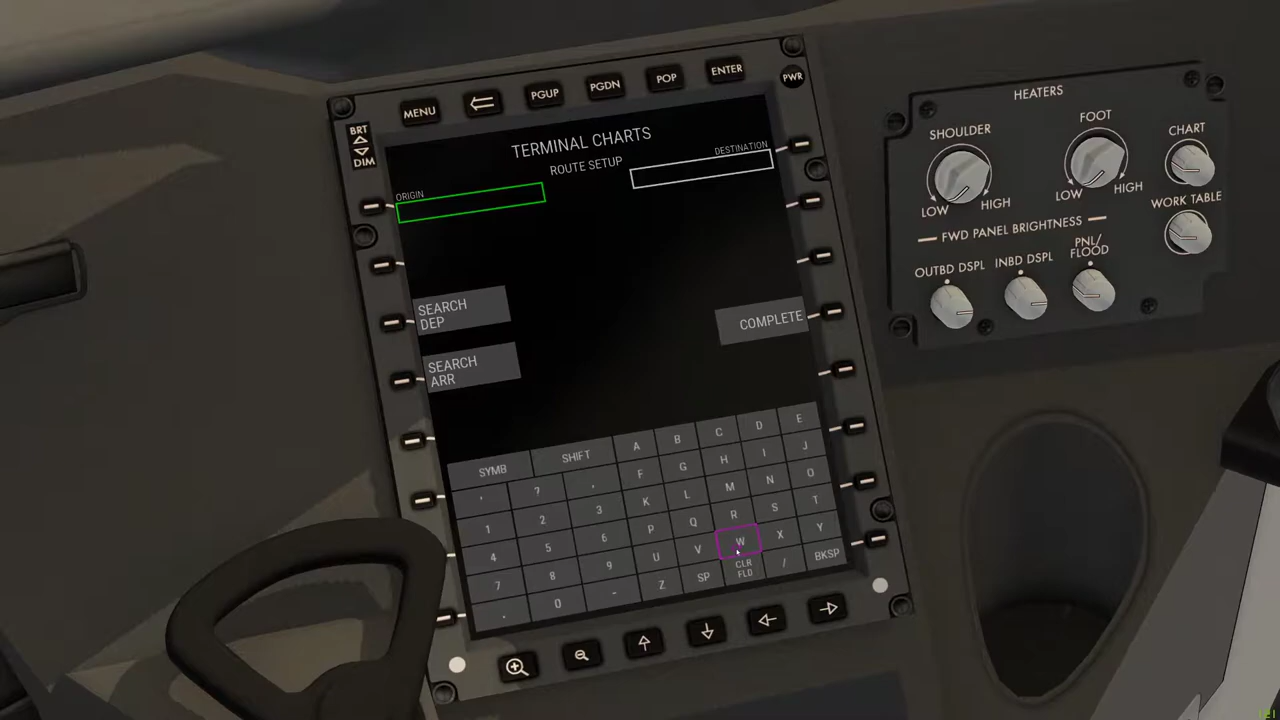 MENU
PGUP
PGDN
POP
ENTER
PWR
BRT
DIM
TERMINAL CHARTS
ROUTE SETUP
ORIGIN
DESTINATION
SEARCH
DEP
SEARCH
ARR
COMPLETE
SYMB SHIFT A B C D E
' ? , F G H I J
1 2 3 K L M N O
4 5 6 P Q R S T
7 8 9 U V W X Y
. 0 - Z SP CLR FLD / BKSP
HEATERS
SHOULDER
LOW HIGH
FOOT
LOW HIGH
CHART
WORK TABLE
FWD PANEL BRIGHTNESS
OUTBD DSPL
INBD DSPL
PNL/
FLOOD